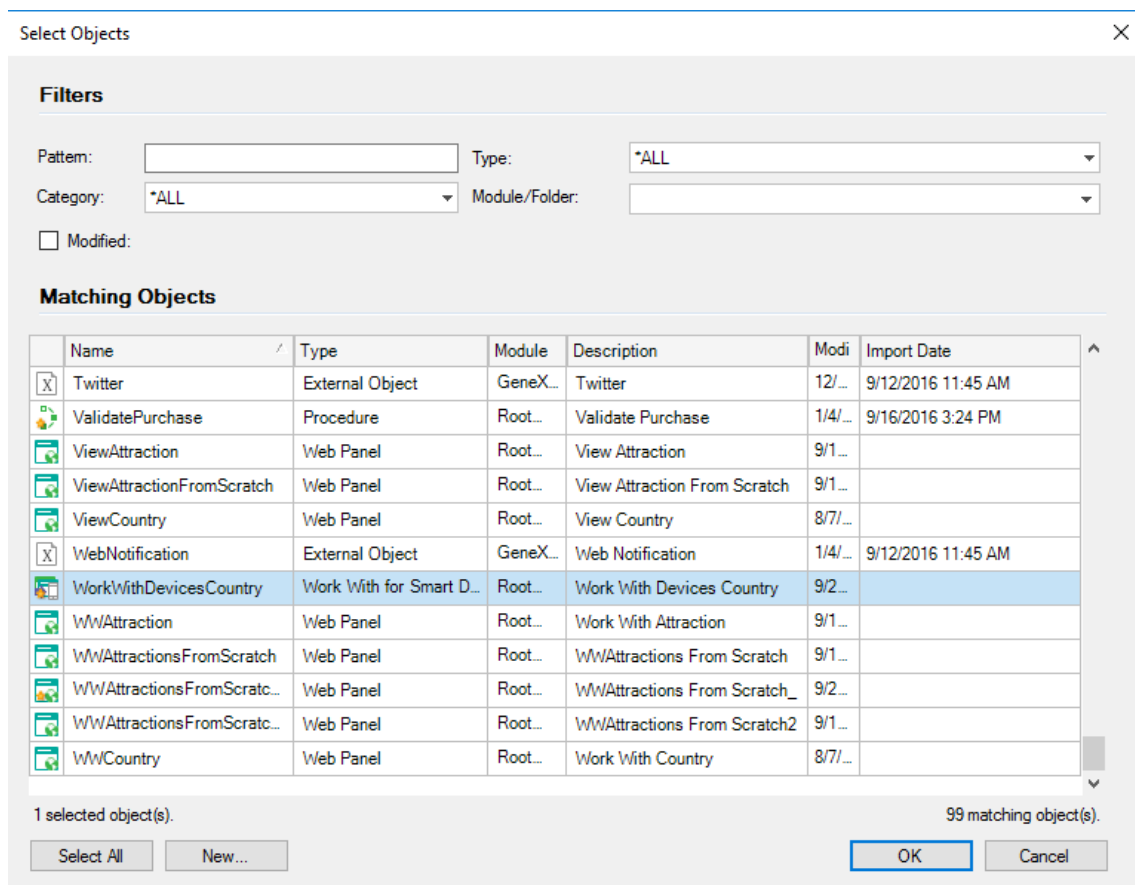 Select Objects
Filters
Pattern: Type: *ALL
Category: *ALL Module/Folder:
Modified:
Matching Objects
Name Type Module Description Modi Import Date
Twitter External Object GeneX... Twitter 12/... 9/12/2016 11:45 AM
ValidatePurchase Procedure Root... Validate Purchase 1/4/... 9/16/2016 3:24 PM
ViewAttraction Web Panel Root... View Attraction 9/1...
ViewAttractionFromScratch Web Panel Root... View Attraction From Scratch 9/1...
ViewCountry Web Panel Root... View Country 8/7/...
WebNotification External Object GeneX... Web Notification 1/4/... 9/12/2016 11:45 AM
WorkWithDevicesCountry Work With for Smart D... Root... Work With Devices Country 9/2...
WWAttraction Web Panel Root... Work With Attraction 9/1...
WWAttractionsFromScratch Web Panel Root... WWAttractions From Scratch 9/1...
WWAttractionsFromScratc... Web Panel Root... WWAttractions From Scratch_ 9/2...
WWAttractionsFromScratc... Web Panel Root... WWAttractions From Scratch2 9/1...
WWCountry Web Panel Root... Work With Country 8/7/...
1 selected object(s). 99 matching object(s).
Select All New... OK Cancel